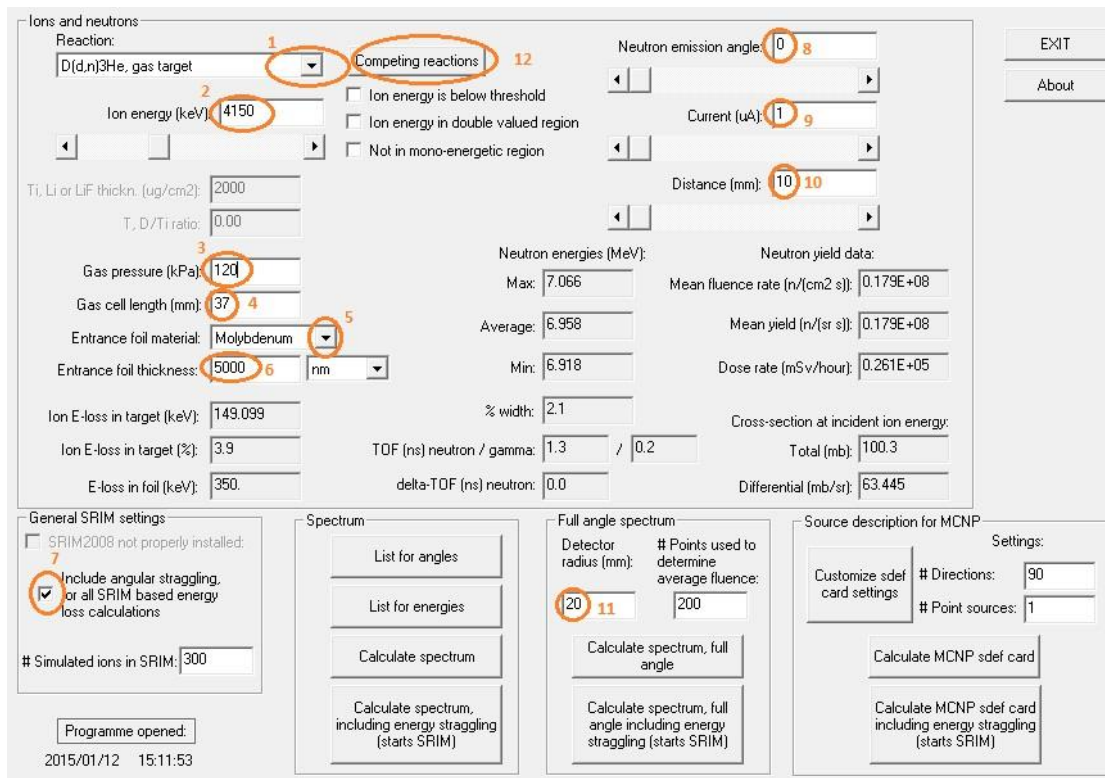 Ions and neutrons
Reaction:
1
D(d,n)3He, gas target
Competing reactions
12
2
Ion energy (keV):
4150
Ion energy is below threshold
Ion energy in double valued region
Not in mono-energetic region
Neutron emission angle:
0
8
Current (uA):
1
9
Distance (mm):
10
10
EXIT
About
Ti, Li or LiF thickn. (ug/cm2):
2000
T, D/Ti ratio:
0.00
3
Gas pressure (kPa):
120
Gas cell length (mm):
37
4
5
Entrance foil material:
Molybdenum
Entrance foil thickness:
5000
6
nm
Ion E-loss in target (keV):
149.099
Ion E-loss in target (%):
3.9
E-loss in foil (keV):
350.
Neutron energies (MeV):
Max:
7.066
Average:
6.958
Min:
6.918
% width:
2.1
TOF (ns) neutron / gamma:
1.3
/
0.2
delta-TOF (ns) neutron:
0.0
Neutron yield data:
Mean fluence rate (n/(cm2 s)):
0.179E+08
Mean yield (n/(sr s)):
0.179E+08
Dose rate (mSv/hour):
0.261E+05
Cross-section at incident ion energy:
Total (mb):
100.3
Differential (mb/sr):
63.445
General SRIM settings
SRIM2008 not properly installed:
7
Include angular straggling,
for all SRIM based energy
loss calculations
# Simulated ions in SRIM:
300
Programme opened:
2015/01/12 15:11:53
Spectrum
List for angles
List for energies
Calculate spectrum
Calculate spectrum,
including energy straggling
(starts SRIM)
Full angle spectrum
Detector
radius (mm):
# Points used to
determine
average fluence:
20
11
200
Calculate spectrum, full
angle
Calculate spectrum, full
angle including energy
straggling (starts SRIM)
Source description for MCNP
Settings:
Customize sdef
card settings
# Directions:
90
# Point sources:
1
Calculate MCNP sdef card
Calculate MCNP sdef card
including energy straggling
(starts SRIM)